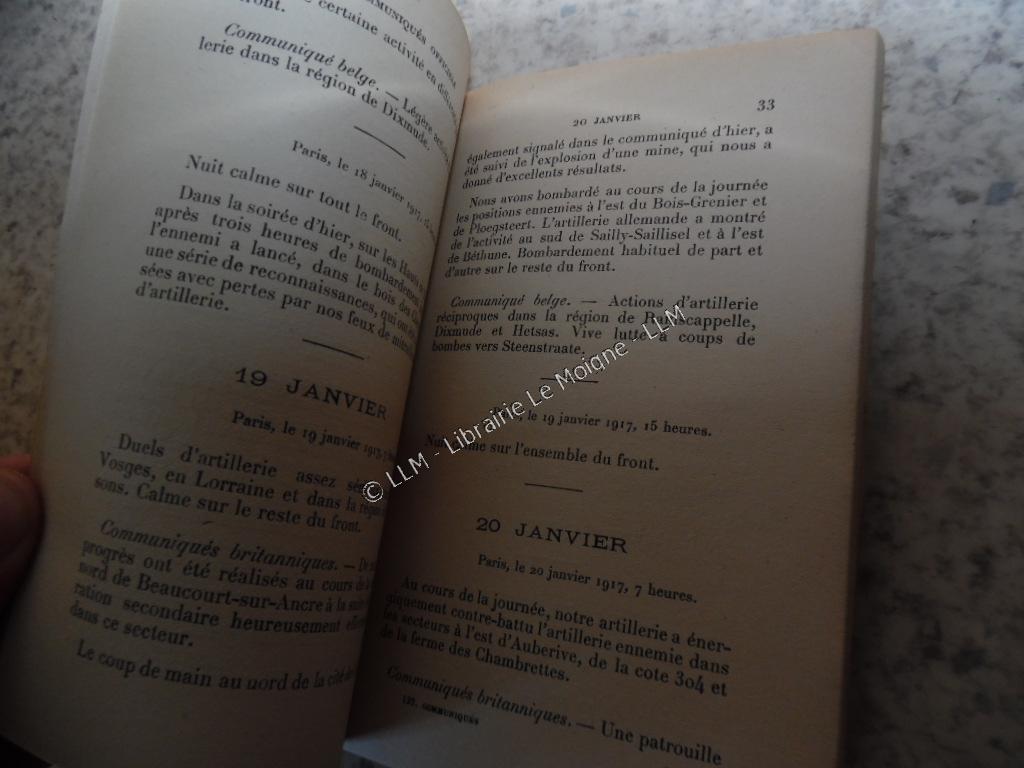 COMMUNIQUÉS OFFICIELS
certaine activité en
front.
Communiqué belge. — Légère
lerie dans la région de Dixmude.
Paris, le 18 janvier
Nuit calme sur tout le front.
Dans la soirée d'hier, sur les
après trois heures de bombardement
l'ennemi a lancé, dans le bois des
une série de reconnaissances, qui ont
sées avec pertes par nos feux de
d'artillerie.
19 JANVIER
Paris, le 19 janvier
Duels d'artillerie assez
Vosges, en Lorraine et dans la région
sons. Calme sur le reste du front.
Communiqués britanniques. —
progrès ont été réalisés au cours de
nord de Beaucourt-sur-Ancre à la suite
ration secondaire heureusement
dans ce secteur.
Le coup de main au nord de la cité
20 JANVIER 33
également signalé dans le communiqué d'hier, a
été suivi de l'explosion d'une mine, qui nous a
donné d'excellents résultats.
Nous avons bombardé au cours de la journée
les positions ennemies à l'est du Bois-Grenier et
de Ploegsteert. L'artillerie allemande a montré
de l'activité au sud de Sailly-Saillisel et à l'est
de Béthune. Bombardement habituel de part et
d'autre sur le reste du front.
Communiqué belge. — Actions d'artillerie
réciproques dans la région de Ramscappelle,
Dixmude et Hetsas. Vive lutte à coups de
bombes vers Steenstraate.
le 19 janvier 1917, 15 heures.
Nuit calme sur l'ensemble du front.
20 JANVIER
Paris, le 20 janvier 1917, 7 heures.
Au cours de la journée, notre artillerie a éner-
giquement contre-battu l'artillerie ennemie dans
les secteurs à l'est d'Auberive, de la cote 304 et
de la ferme des Chambrettes.
Communiqués britanniques. — Une patrouille
127. COMMUNIQUÉS
© LLM - Librairie Le Moigne - LLM